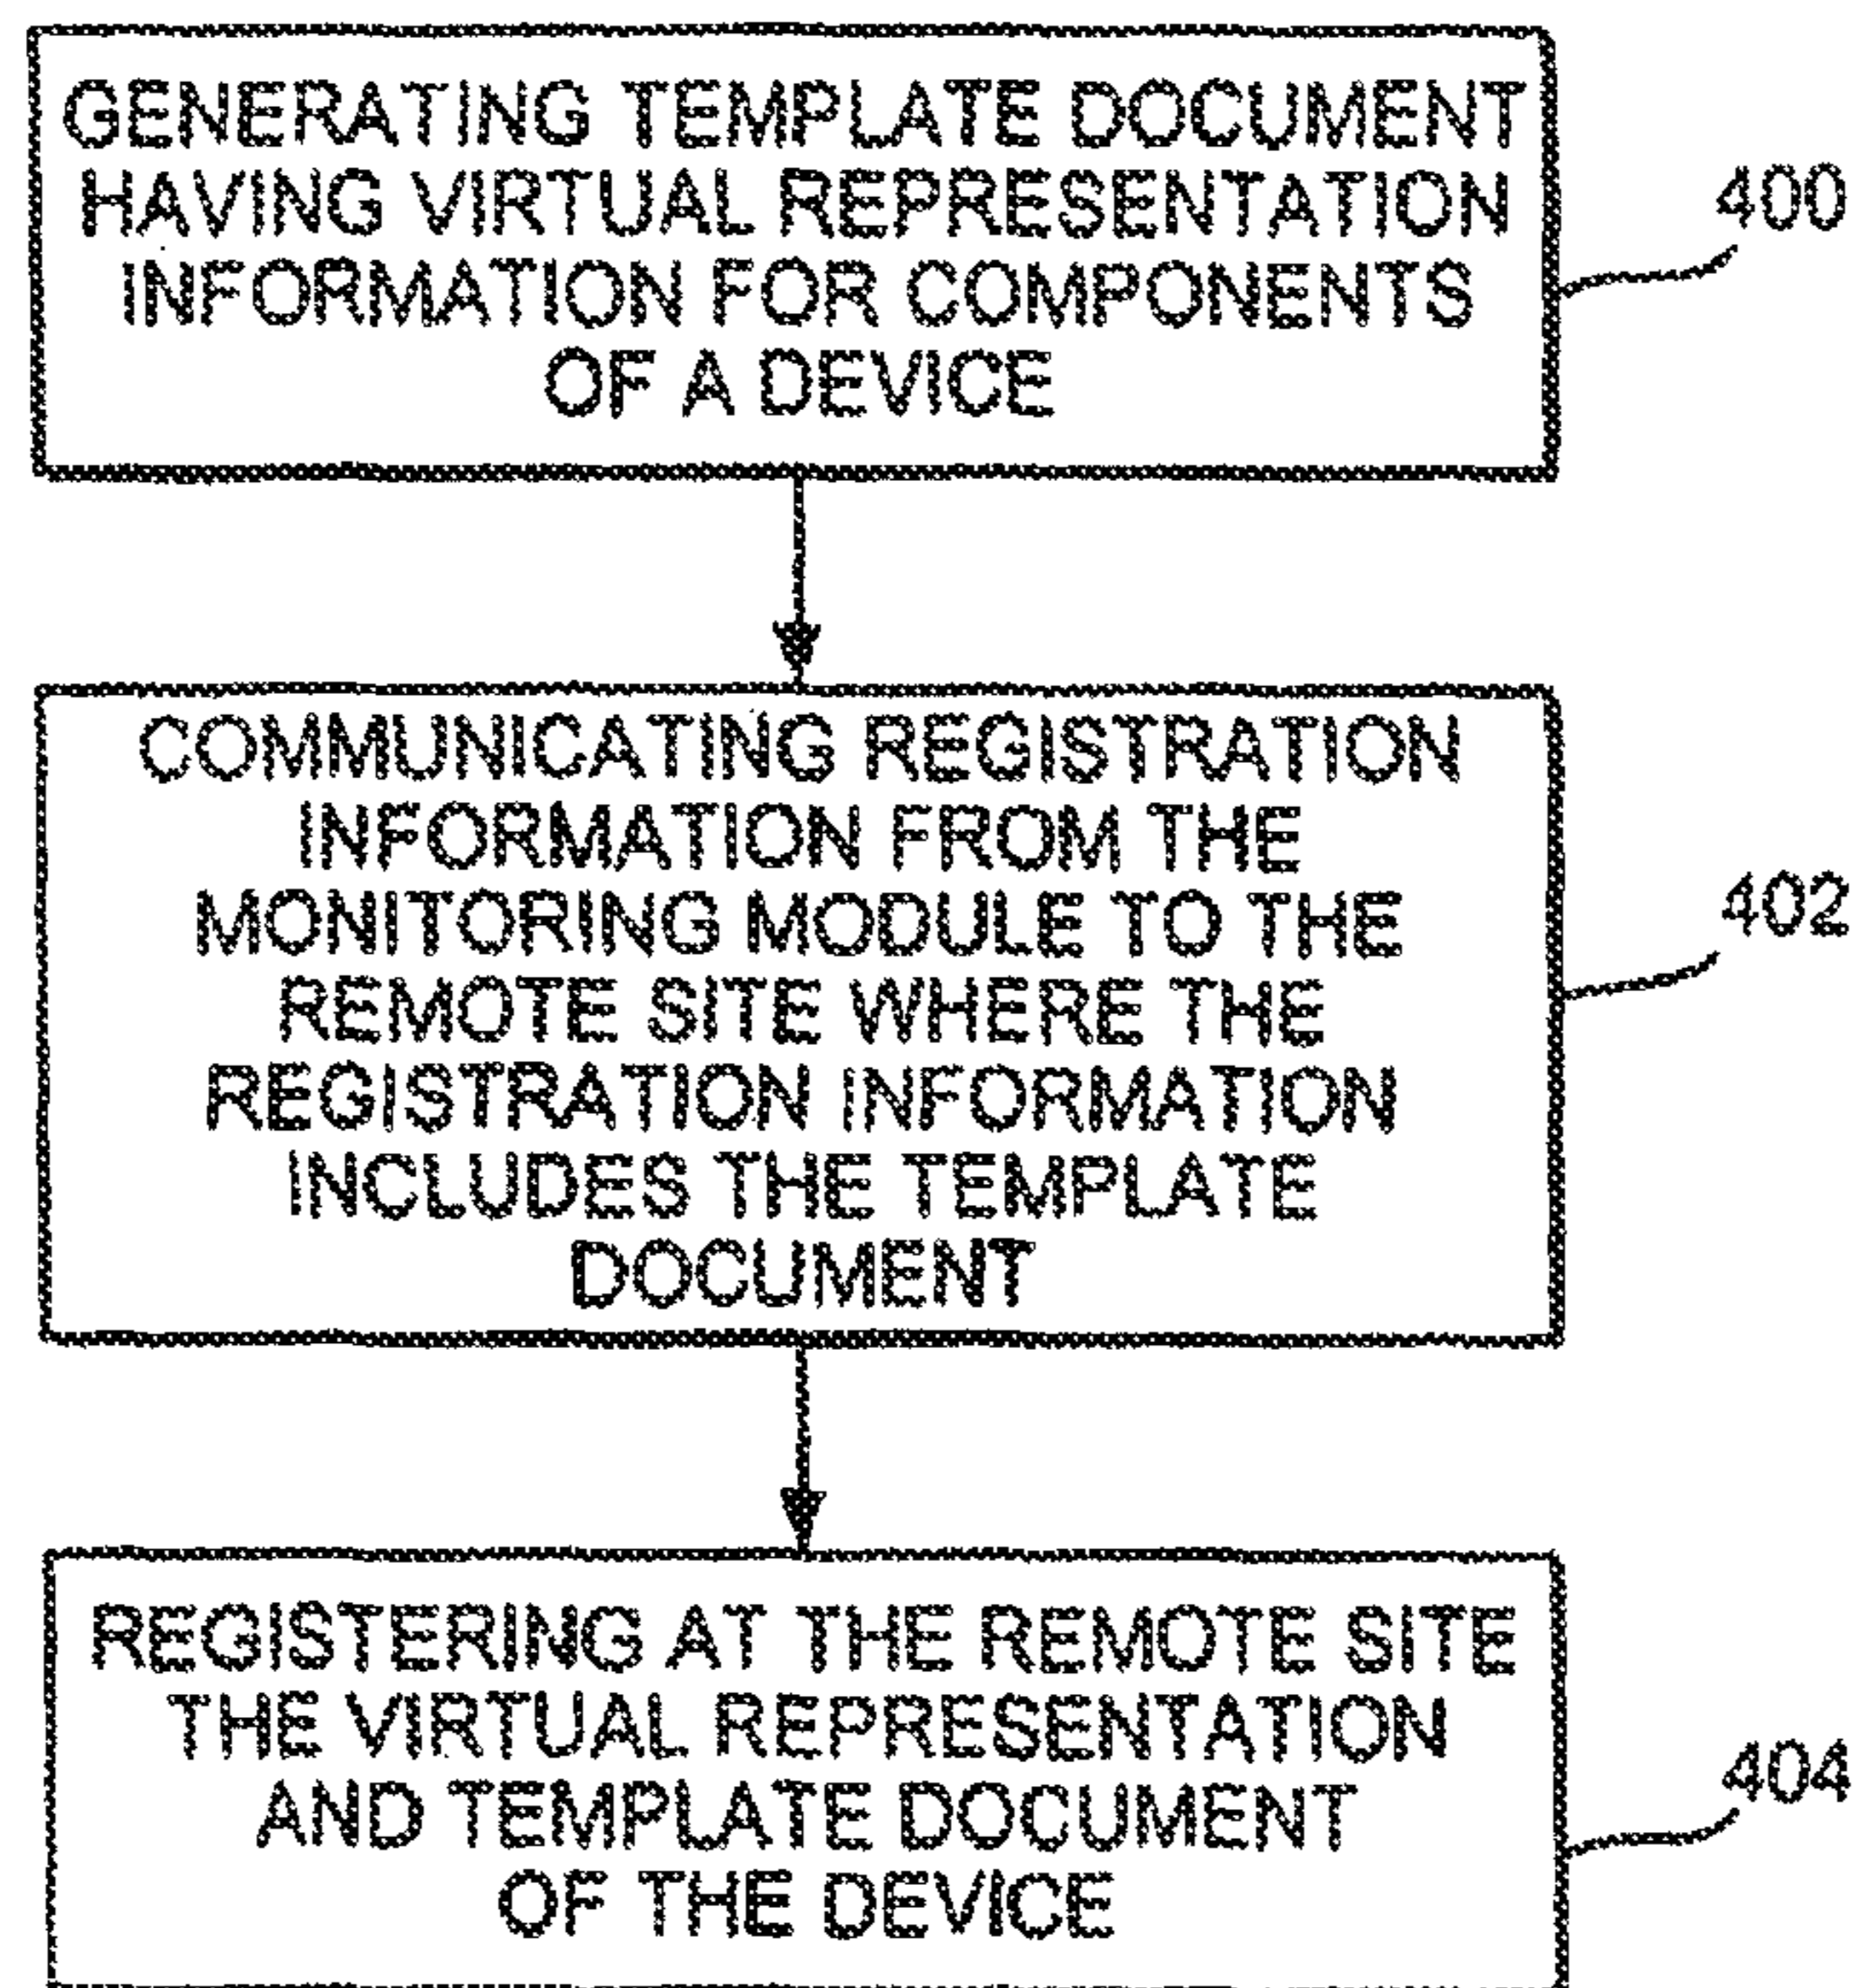 GENERATING TEMPLATE DOCUMENT
HAVING VIRTUAL REPRESENTATION
INFORMATION FOR COMPONENTS
OF A DEVICE
400
COMMUNICATING REGISTRATION
INFORMATION FROM THE
MONITORING MODULE TO THE
REMOTE SITE WHERE THE
REGISTRATION INFORMATION
INCLUDES THE TEMPLATE
DOCUMENT
402
REGISTERING AT THE REMOTE SITE
THE VIRTUAL REPRESENTATION
AND TEMPLATE DOCUMENT
OF THE DEVICE
404